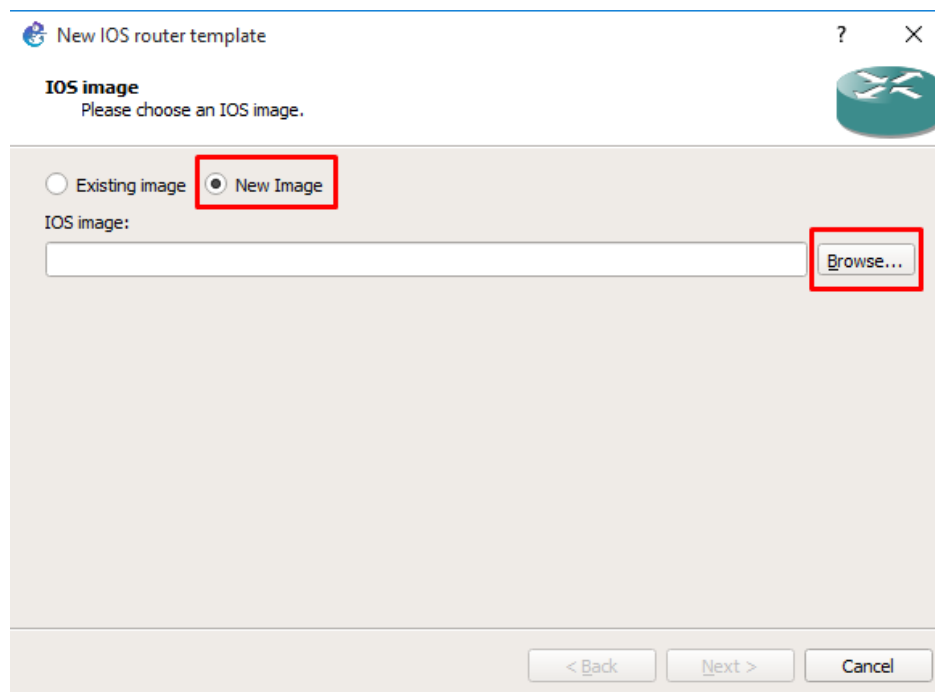 New IOS router template
?
IOS image
Please choose an IOS image.
Existing image New Image
IOS image:
Browse...
< Back Next > Cancel